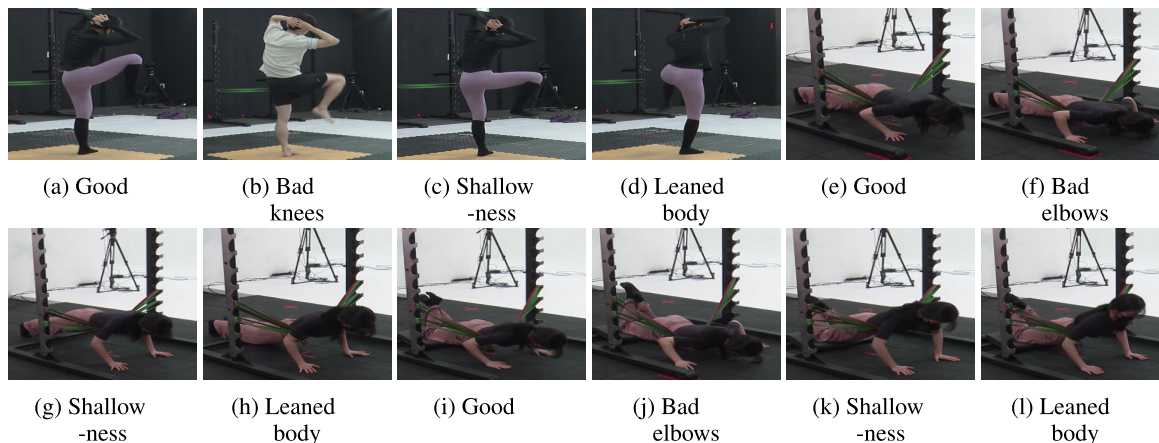 (a) Good
(b) Bad
knees
(c) Shallow
-ness
(d) Leaned
body
(e) Good
(f) Bad
elbows
(g) Shallow
-ness
(h) Leaned
body
(i) Good
(j) Bad
elbows
(k) Shallow
-ness
(l) Leaned
body